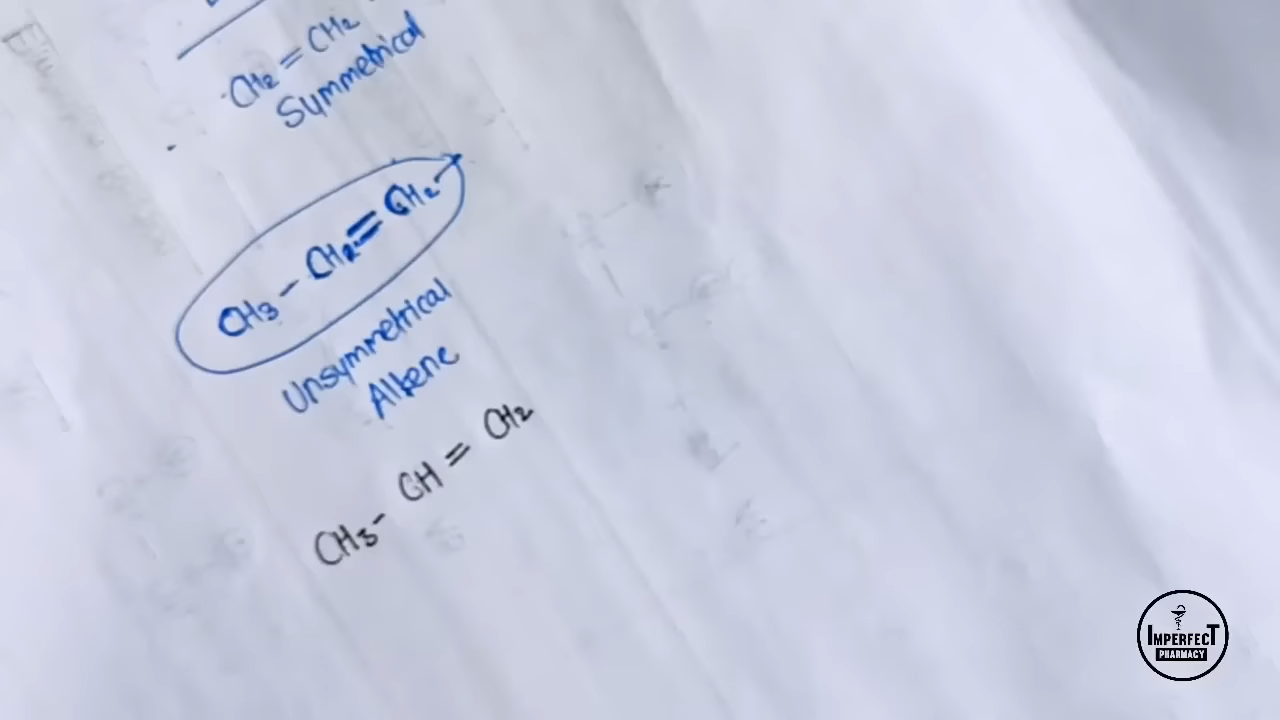 CH2 = CH2
Symmetrical
CH3 - CH2 = CH2
Unsymmetrical
Alkene
CH3 - CH = CH2
IMPERFECT
PHARMACY